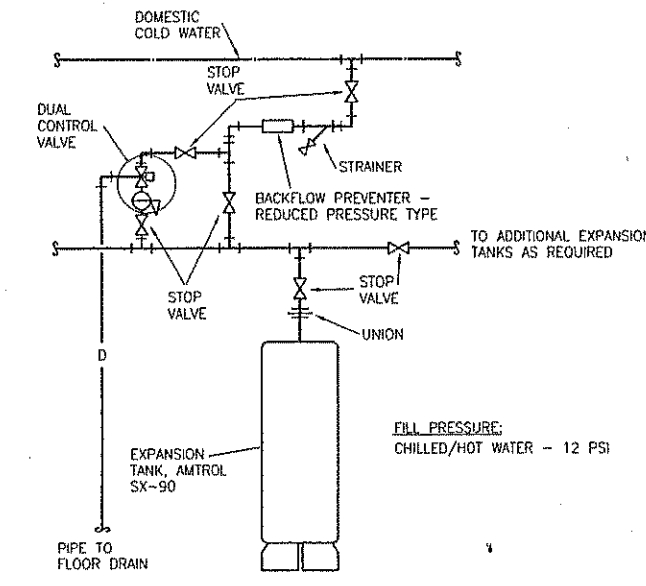 DOMESTIC
COLD WATER
STOP
VALVE
DUAL
CONTROL
VALVE
STRAINER
BACKFLOW PREVENTER –
REDUCED PRESSURE TYPE
TO ADDITIONAL EXPANSION
TANKS AS REQUIRED
STOP
VALVE
STOP
VALVE
UNION
D
FILL PRESSURE:
CHILLED/HOT WATER – 12 PSI
EXPANSION
TANK, AMTROL
SX-90
PIPE TO
FLOOR DRAIN